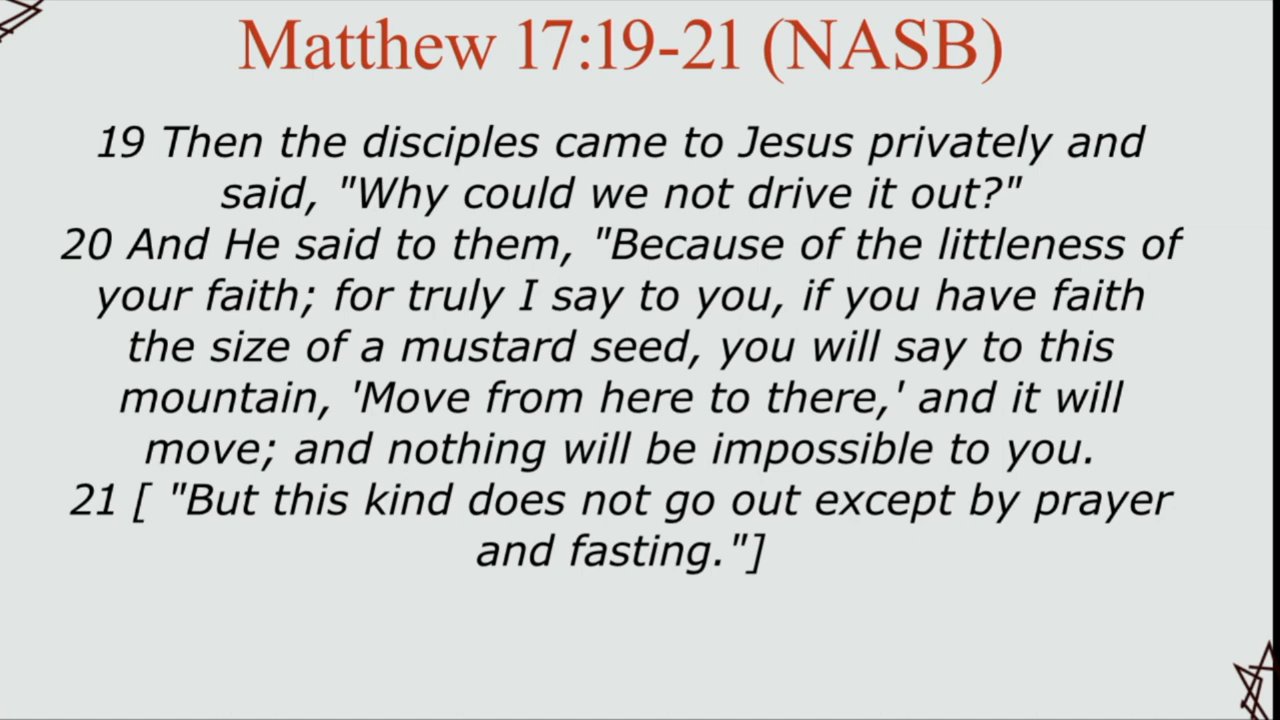 Matthew 17:19-21 (NASB)
19 Then the disciples came to Jesus privately and
said, "Why could we not drive it out?"
20 And He said to them, "Because of the littleness of
your faith; for truly I say to you, if you have faith
the size of a mustard seed, you will say to this
mountain, 'Move from here to there,' and it will
move; and nothing will be impossible to you.
21 [ "But this kind does not go out except by prayer
and fasting."]